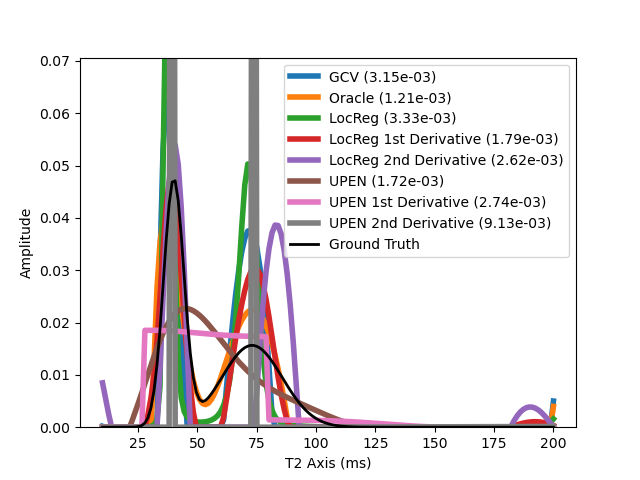 0.07
0.06
0.05
0.04
0.03
0.02
0.01
0.00
Amplitude
GCV (3.15e-03)
Oracle (1.21e-03)
LocReg (3.33e-03)
LocReg 1st Derivative (1.79e-03)
LocReg 2nd Derivative (2.62e-03)
UPEN (1.72e-03)
UPEN 1st Derivative (2.74e-03)
UPEN 2nd Derivative (9.13e-03)
Ground Truth
25 50 75 100 125 150 175 200
T2 Axis (ms)